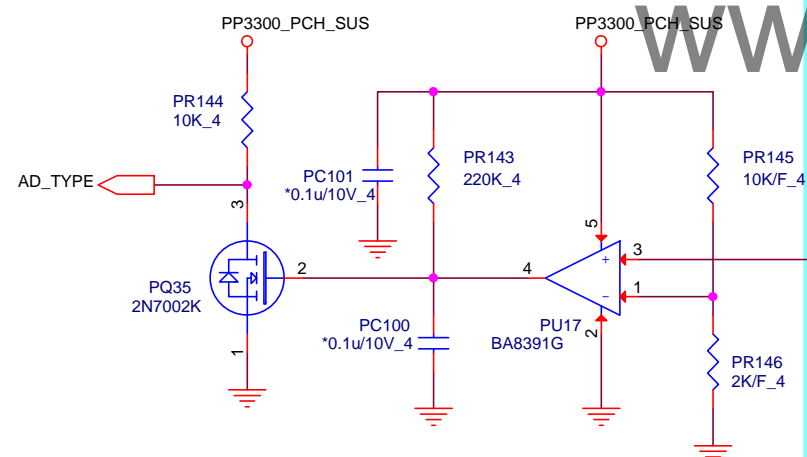 PP3300_PCH_SUS
PP3300_PCH_SUS
WW
PR144
10K_4
PC101
*0.1u/10V_4
PR143
220K_4
PR145
10K/F_4
AD_TYPE
3
5
3
4
2
1
+
-
PQ35
2N7002K
1
PC100
*0.1u/10V_4
PU17
BA8391G
2
PR146
2K/F_4